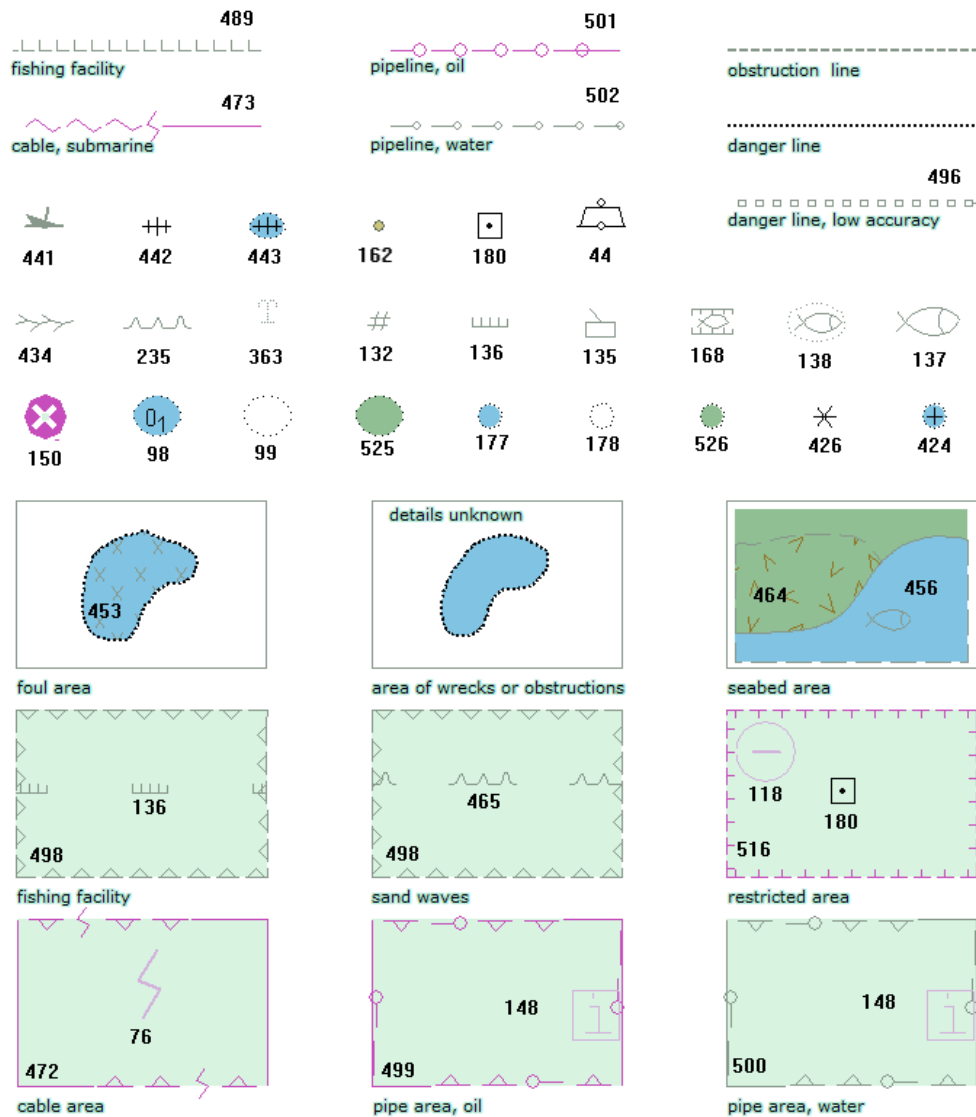 489
501
fishing facility
pipeline, oil
obstruction line
473
502
cable, submarine
pipeline, water
danger line
496
danger line, low accuracy
441
442
443
162
180
44
434
235
363
132
136
135
168
138
137
0₁
150
98
99
525
177
178
526
426
424
details unknown
453
464
456
foul area
area of wrecks or obstructions
seabed area
136
465
118
180
498
498
516
fishing facility
sand waves
restricted area
76
148
i
148
i
472
499
500
cable area
pipe area, oil
pipe area, water